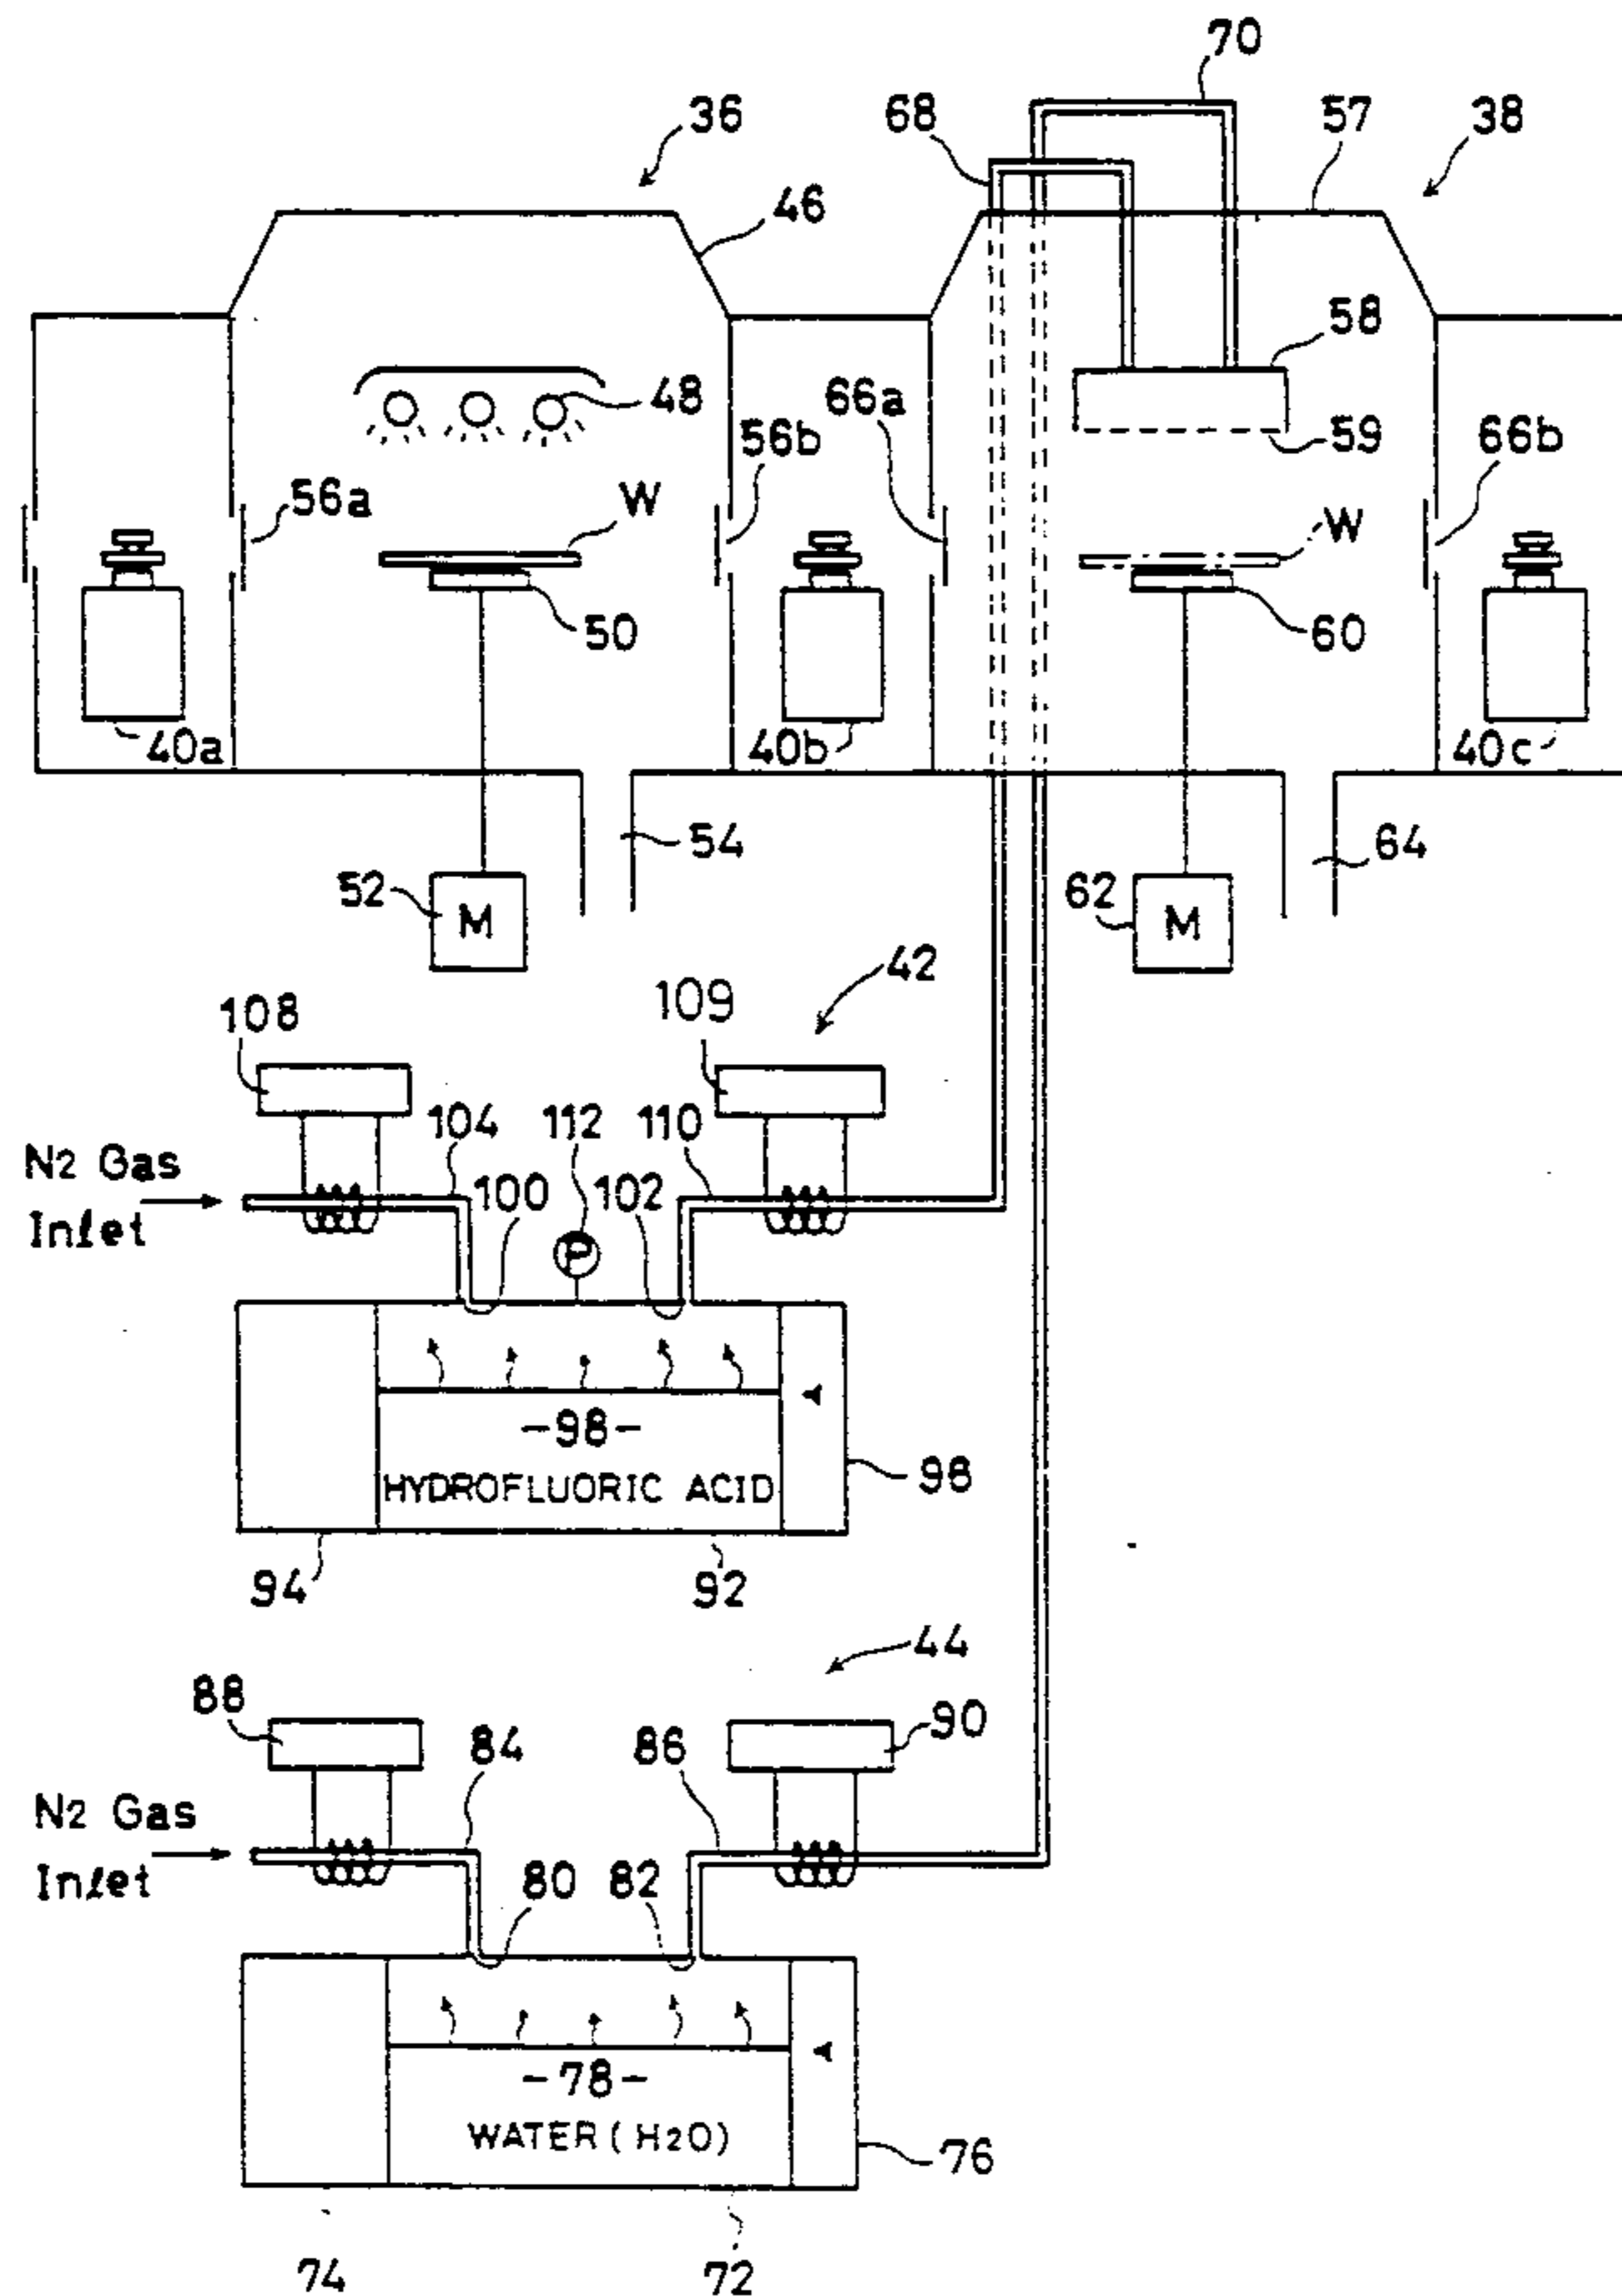 70
36
68
57
38
46
58
48
66a
59
56b
66b
56a
W
W
50
60
40a
40b
40c
54
64
52
M
62
M
42
108
109
104
112
110
N2 Gas
Inlet
100
102
P
-98-
HYDROFLUORIC ACID
98
94
92
44
88
90
84
86
N2 Gas
Inlet
80
82
-78-
WATER (H2O)
76
74
72